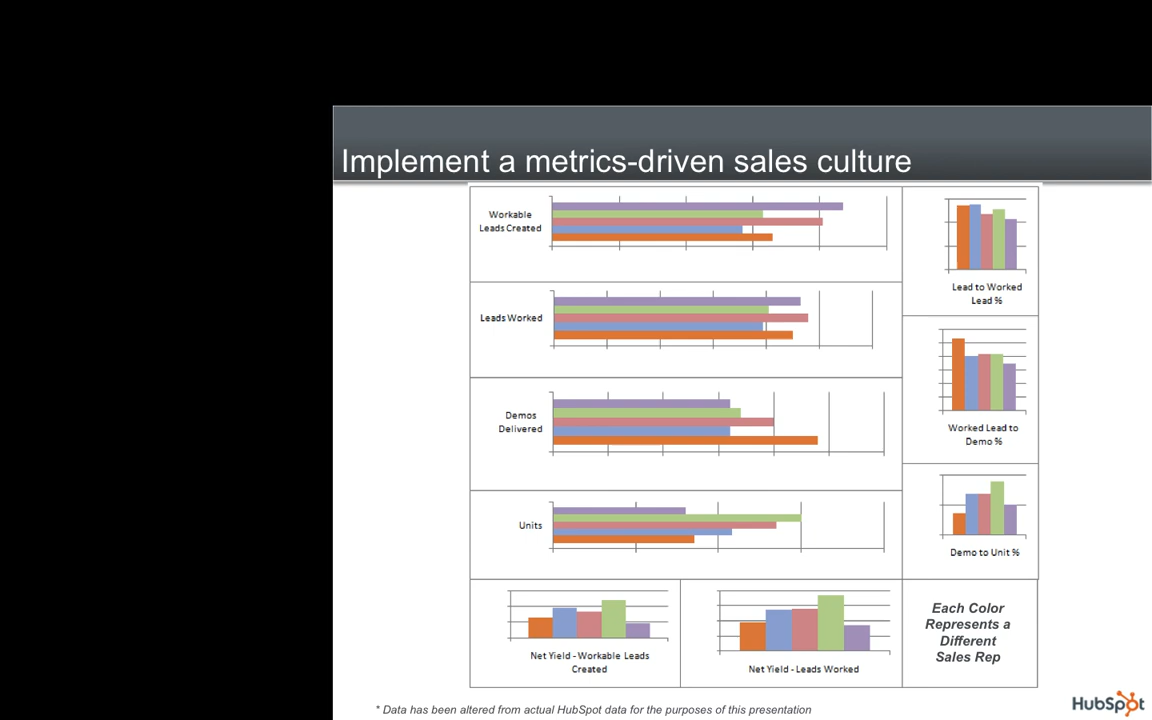 Implement a metrics-driven sales culture
Workable
Leads Created
Lead to Worked
Lead %
Leads Worked
Worked Lead to
Demo %
Demos
Delivered
Units
Demo to Unit %
Net Yield - Workable Leads
Created
Net Yield - Leads Worked
Each Color
Represents a
Different
Sales Rep
* Data has been altered from actual HubSpot data for the purposes of this presentation
HubSpot